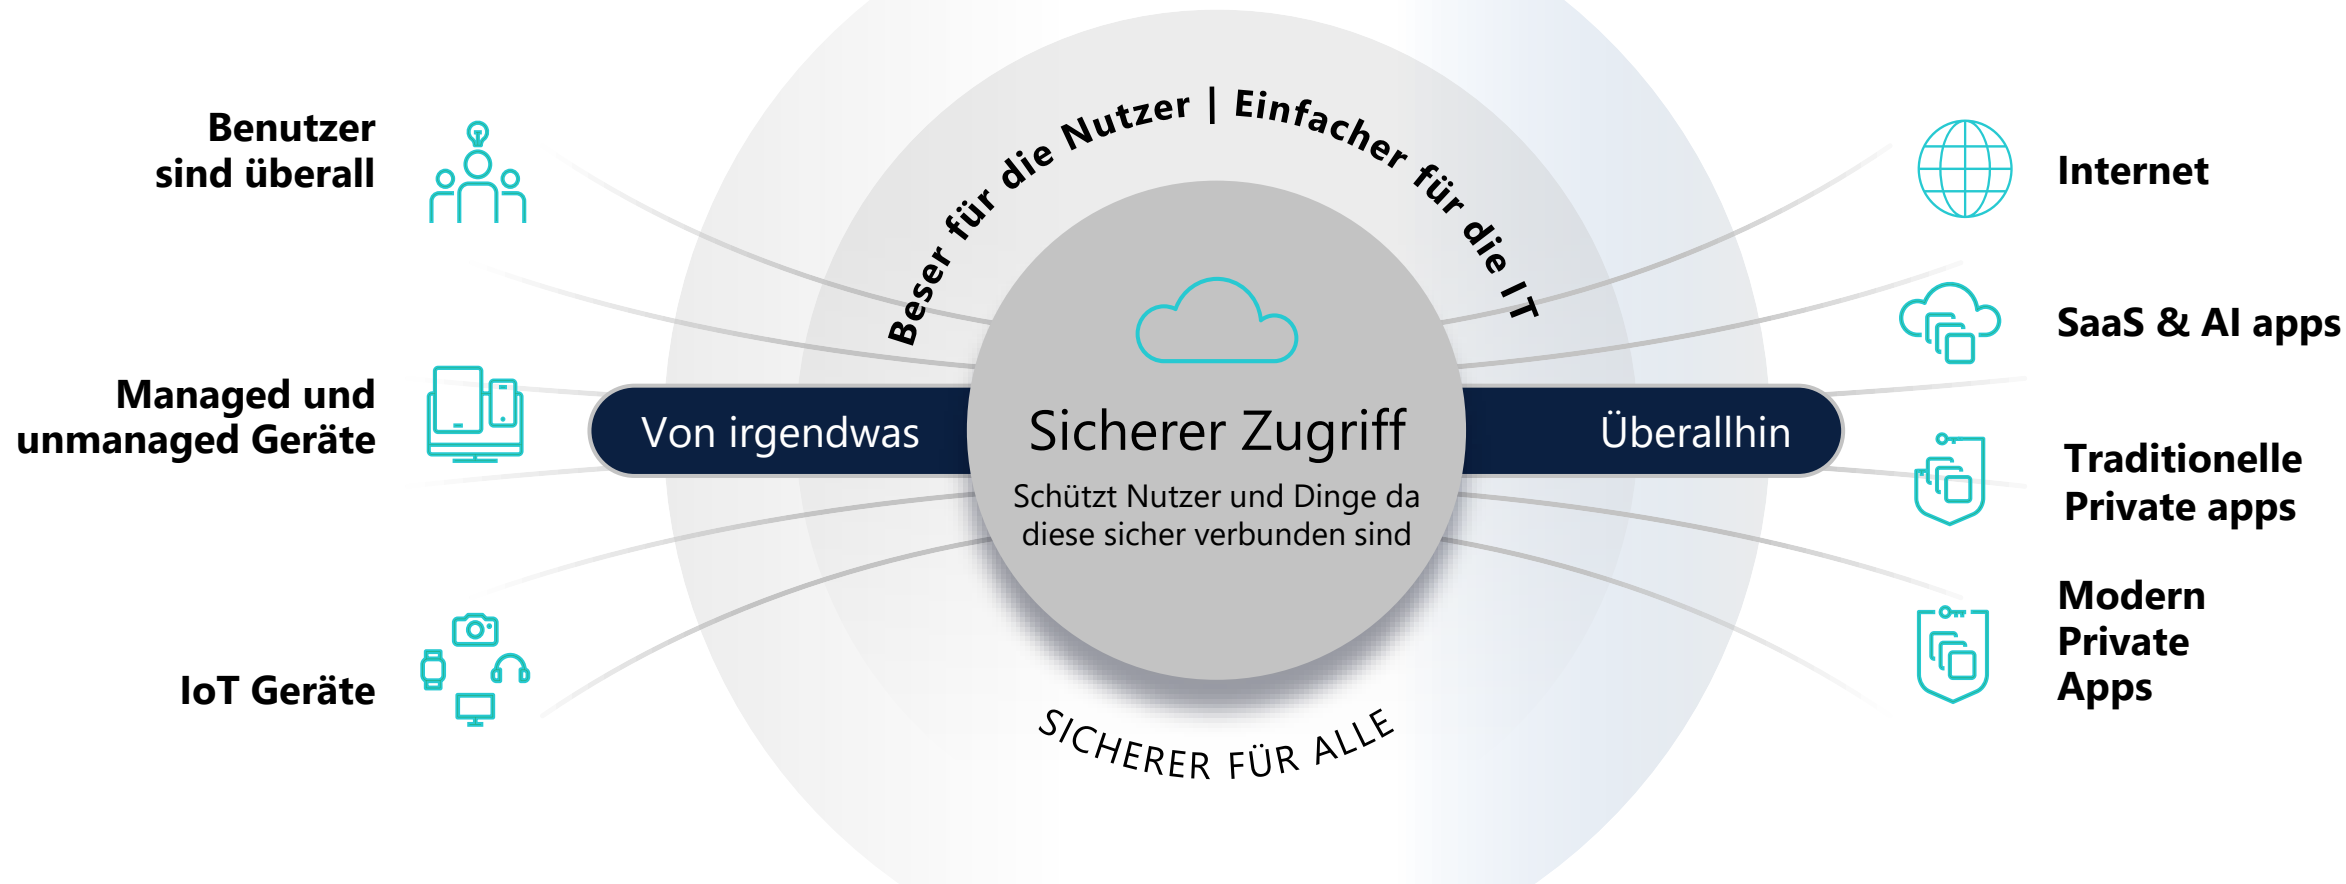 Benutzer
sind überall
Managed und
unmanaged Geräte
IoT Geräte
Beser für die Nutzer | Einfacher für die IT
Von irgendwas
Sicherer Zugriff
Schützt Nutzer und Dinge da
diese sicher verbunden sind
Überallhin
SICHERER FÜR ALLE
Internet
SaaS & AI apps
Traditionelle
Private apps
Modern
Private
Apps